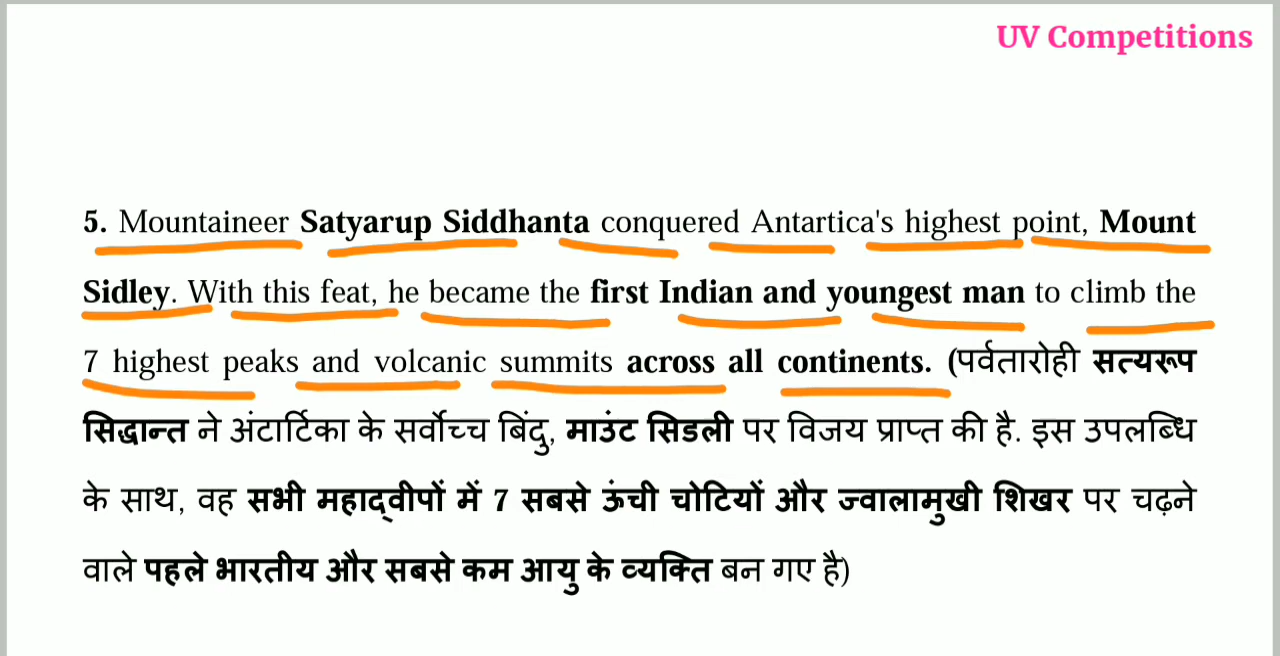 UV Competitions
5. Mountaineer Satyarup Siddhanta conquered Antartica's highest point, Mount
Sidley. With this feat, he became the first Indian and youngest man to climb the
7 highest peaks and volcanic summits across all continents. (पर्वतारोही सत्यरूप
सिद्धान्त ने अंटार्टिका के सर्वोच्च बिंदु, माउंट सिडली पर विजय प्राप्त की है. इस उपलब्धि
के साथ, वह सभी महाद्वीपों में 7 सबसे ऊंची चोटियों और ज्वालामुखी शिखर पर चढ़ने
वाले पहले भारतीय और सबसे कम आयु के व्यक्ति बन गए है)